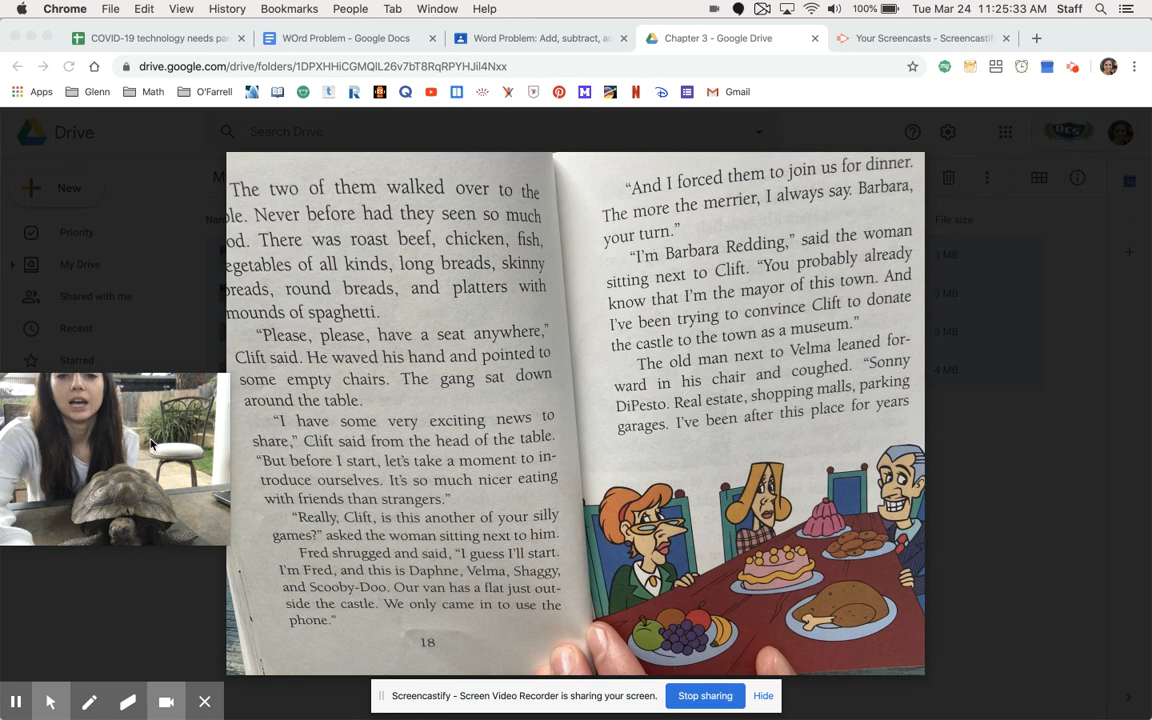 Chrome File Edit View History Bookmarks People Tab Window Help
100% Tue Mar 24 11:25:33 AM Staff
COVID-19 technology needs par
WOrd Problem - Google Docs
Word Problem: Add, subtract, an
Chapter 3 - Google Drive
Your Screencasts - Screencastif
drive.google.com/drive/folders/1DPXHHiCGMQlL26v7bT8RqRPYHJil4Nxx
Apps Glenn Math O'Farrell Gmail
Drive
Search Drive
New
Priority
My Drive
Shared with me
Recent
Starred
File size
3 MB
3 MB
3 MB
4 MB
The two of them walked over to the
ble. Never before had they seen so much
od. There was roast beef, chicken, fish,
egetables of all kinds, long breads, skinny
breads, round breads, and platters with
mounds of spaghetti.
“Please, please, have a seat anywhere,”
Clift said. He waved his hand and pointed to
some empty chairs. The gang sat down
around the table.
“I have some very exciting news to
share,” Clift said from the head of the table.
“But before I start, let’s take a moment to in-
troduce ourselves. It’s so much nicer eating
with friends than strangers.”
“Really, Clift, is this another of your silly
games?” asked the woman sitting next to him.
Fred shrugged and said, “I guess I’ll start.
I’m Fred, and this is Daphne, Velma, Shaggy,
and Scooby-Doo. Our van has a flat just out-
side the castle. We only came in to use the
phone.”
18
“And I forced them to join us for dinner.
The more the merrier, I always say. Barbara,
your turn.”
“I’m Barbara Redding,” said the woman
sitting next to Clift. “You probably already
know that I’m the mayor of this town. And
I’ve been trying to convince Clift to donate
the castle to the town as a museum.”
The old man next to Velma leaned for-
ward in his chair and coughed. “Sonny
DiPesto. Real estate, shopping malls, parking
garages. I’ve been after this place for years
Screencastify - Screen Video Recorder is sharing your screen.
Stop sharing
Hide